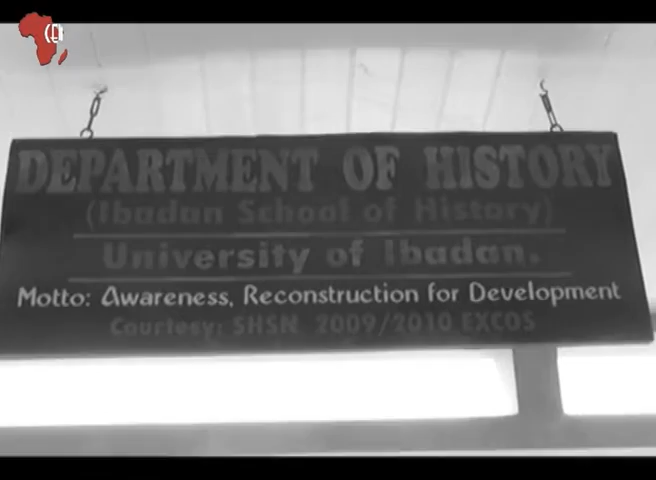 DEPARTMENT OF HISTORY
(Ibadan School of History)
University of Ibadan.
Motto: Awareness, Reconstruction for Development
Courtesy: SHSN 2009/2010 EXCOS